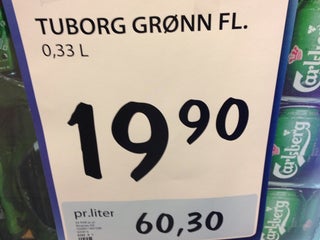 TUBORG GRØNN FL.
0,33 L
19 90
pr.liter
60,30
Carlsberg
Carlsberg